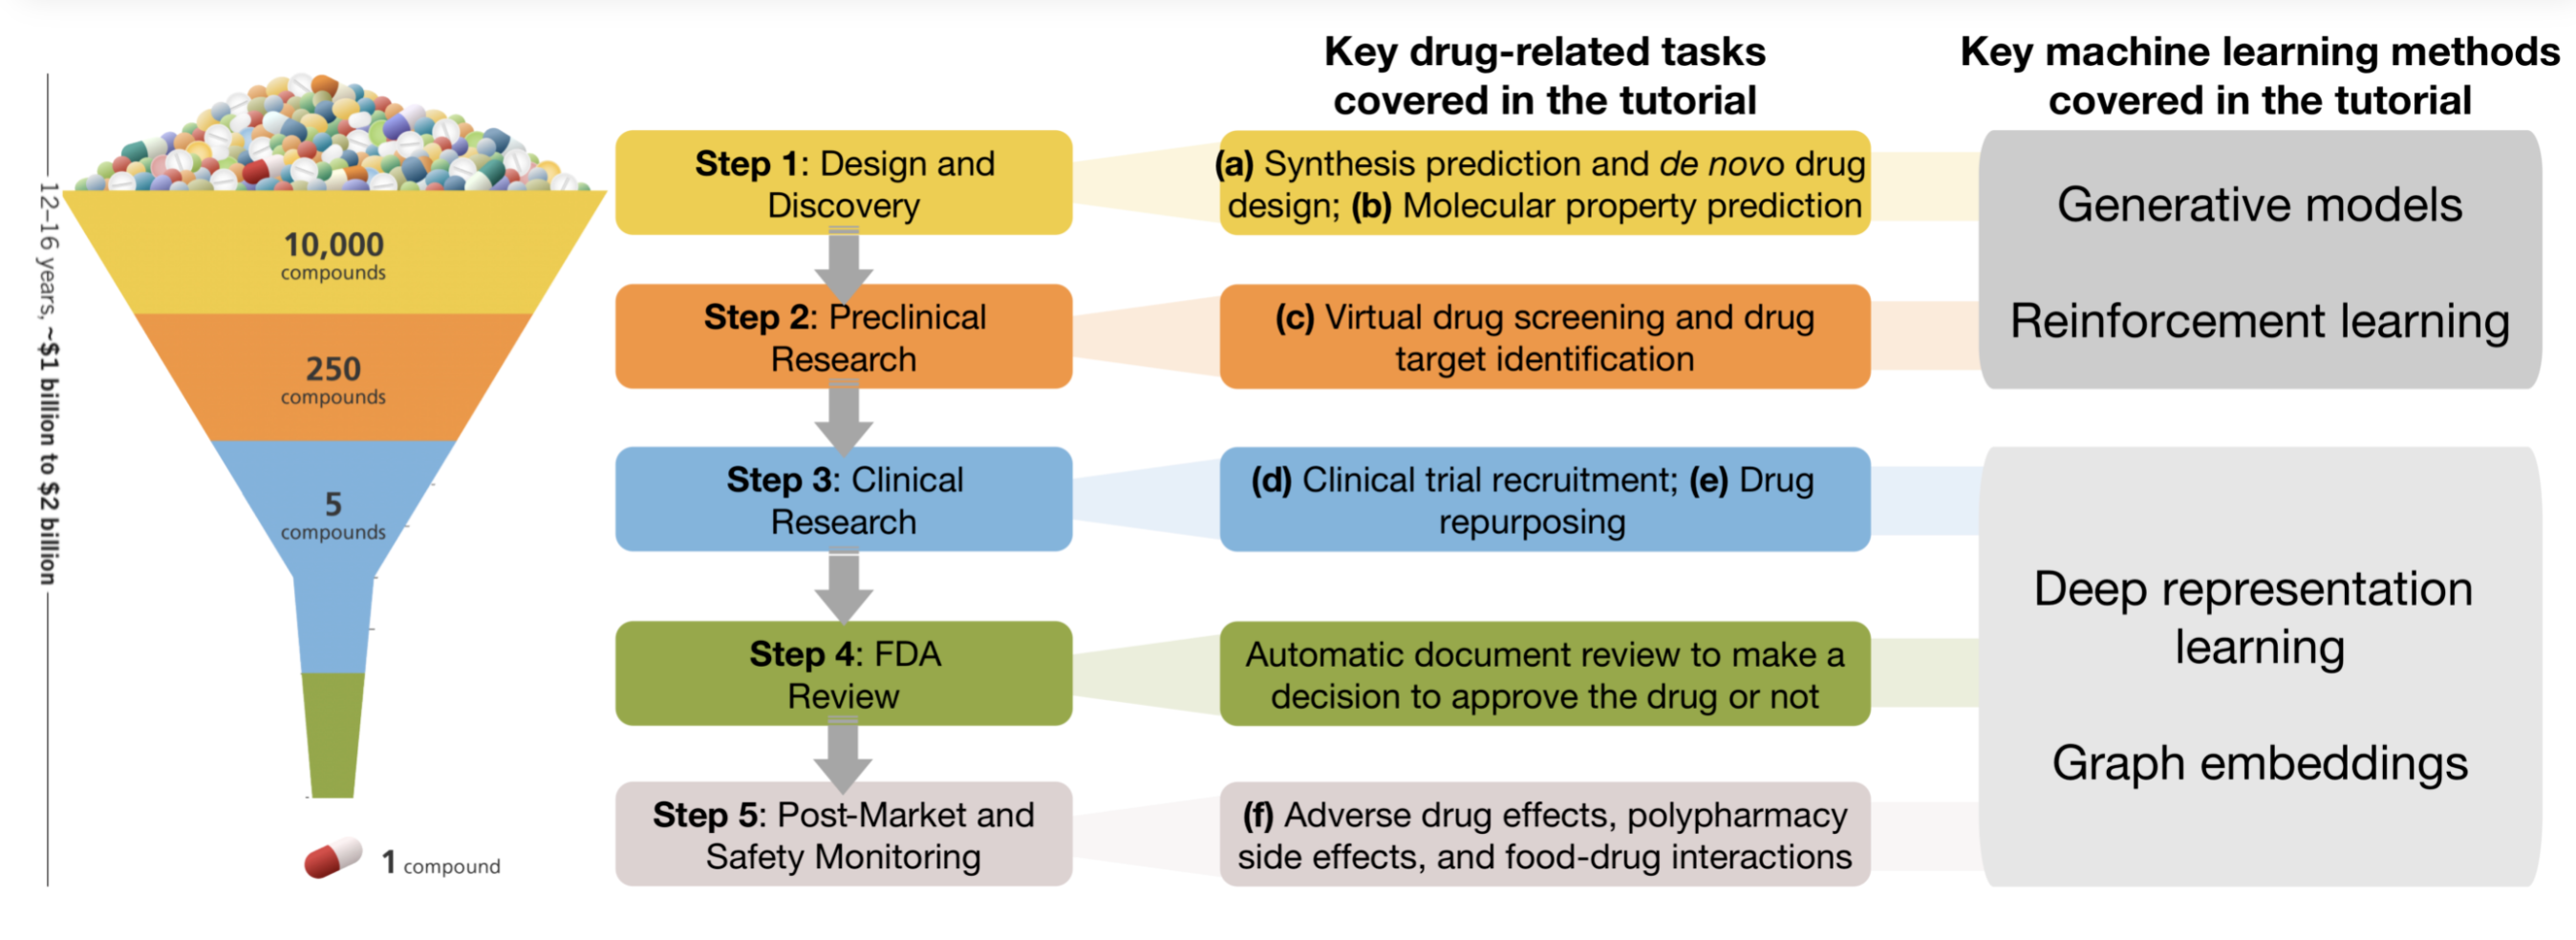 Key drug-related tasks
covered in the tutorial
Key machine learning methods
covered in the tutorial
12–16 years, ~$1 billion to $2 billion
10,000
compounds
250
compounds
5
compounds
1 compound
Step 1: Design and
Discovery
(a) Synthesis prediction and de novo drug
design; (b) Molecular property prediction
Generative models
Step 2: Preclinical
Research
(c) Virtual drug screening and drug
target identification
Reinforcement learning
Step 3: Clinical
Research
(d) Clinical trial recruitment; (e) Drug
repurposing
Deep representation
learning
Step 4: FDA
Review
Automatic document review to make a
decision to approve the drug or not
Graph embeddings
Step 5: Post-Market and
Safety Monitoring
(f) Adverse drug effects, polypharmacy
side effects, and food-drug interactions